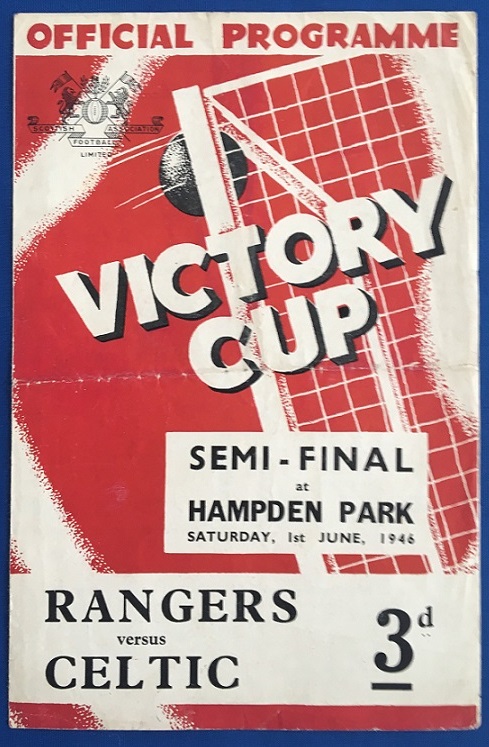 OFFICIAL PROGRAMME
SCOTTISH FOOTBALL ASSOCIATION
LIMITED
VICTORY
CUP
SEMI-FINAL
at
HAMPDEN PARK
SATURDAY, 1st JUNE, 1946
RANGERS
versus
CELTIC
3d